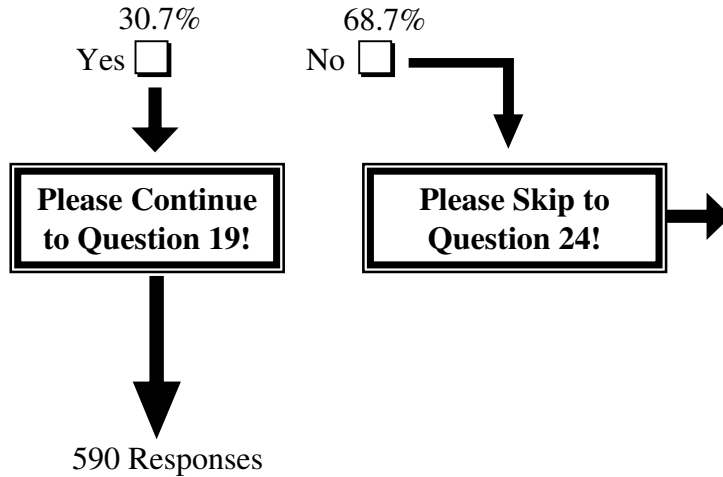 30.7%
68.7%
Yes
No
Please Continue
to Question 19!
Please Skip to
Question 24!
590 Responses